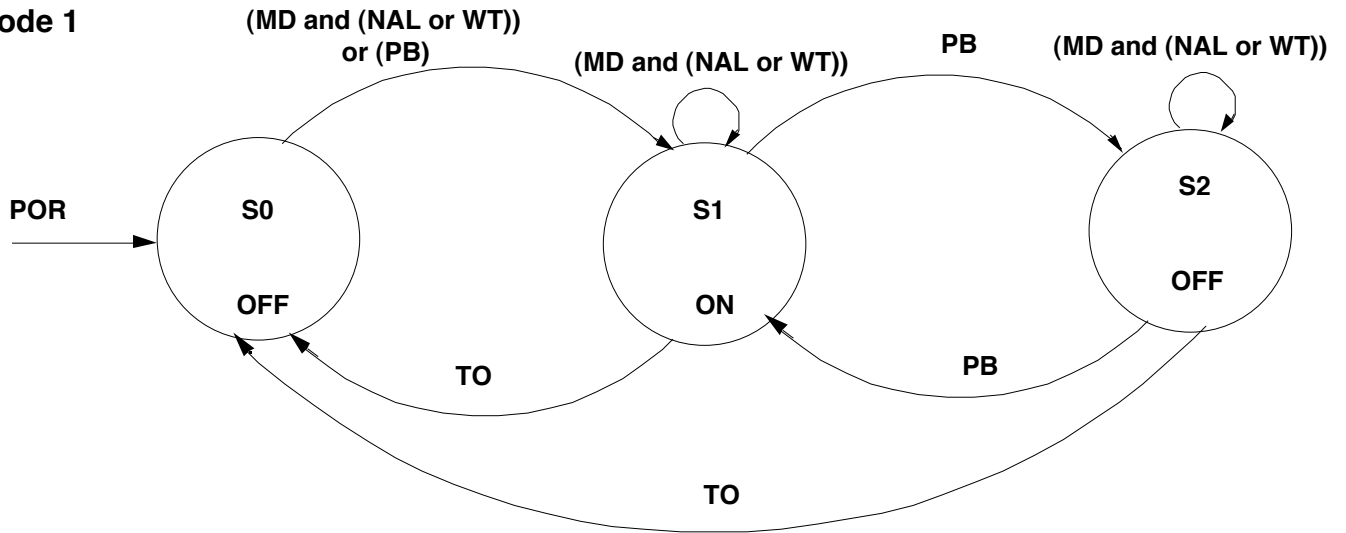 ode 1
(MD and (NAL or WT))
or (PB)
(MD and (NAL or WT))
PB
(MD and (NAL or WT))
POR
S0
OFF
S1
ON
S2
OFF
TO
PB
TO